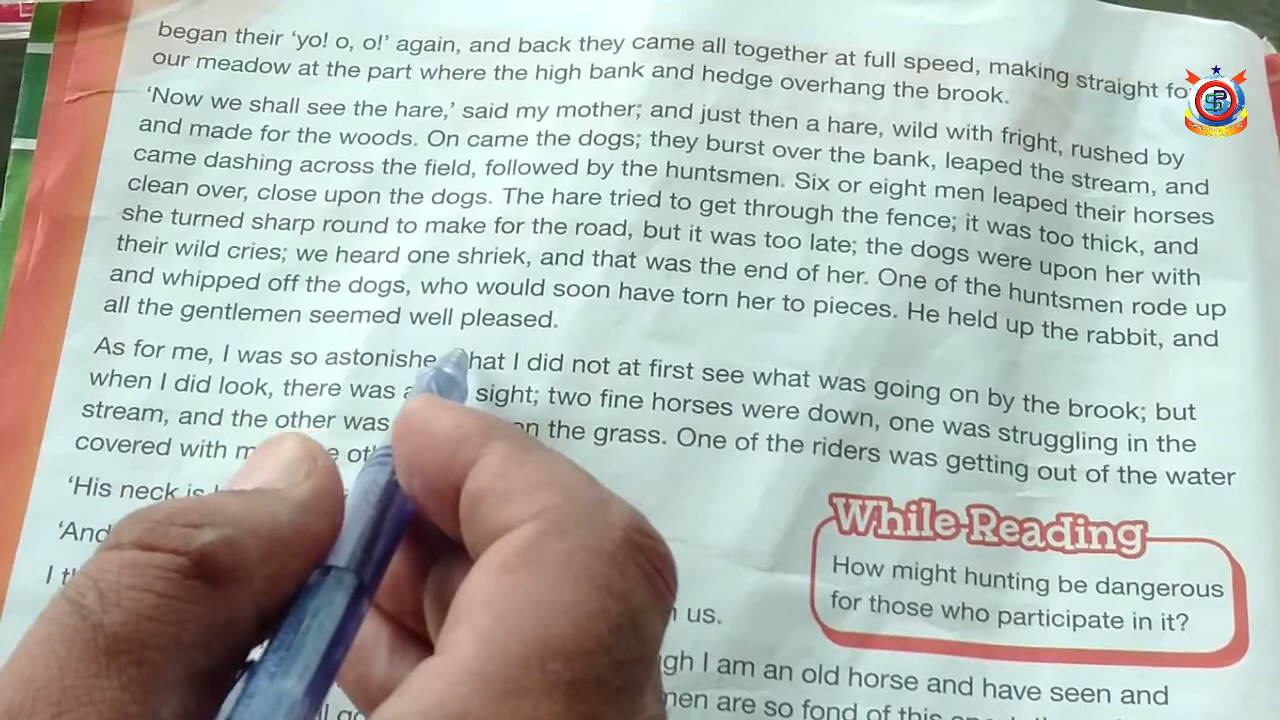 began their ‘yo! o, o!’ again, and back they came all together at full speed, making straight fo
our meadow at the part where the high bank and hedge overhang the brook.
‘Now we shall see the hare,’ said my mother; and just then a hare, wild with fright, rushed by
and made for the woods. On came the dogs; they burst over the bank, leaped the stream, and
came dashing across the field, followed by the huntsmen. Six or eight men leaped their horses
clean over, close upon the dogs. The hare tried to get through the fence; it was too thick, and
she turned sharp round to make for the road, but it was too late; the dogs were upon her with
their wild cries; we heard one shriek, and that was the end of her. One of the huntsmen rode up
and whipped off the dogs, who would soon have torn her to pieces. He held up the rabbit, and
all the gentlemen seemed well pleased.
As for me, I was so astonishe hat I did not at first see what was going on by the brook; but
when I did look, there was a sight; two fine horses were down, one was struggling in the
stream, and the other was on the grass. One of the riders was getting out of the water
covered with m
‘His neck is
‘And
I
us.
While-Reading
How might hunting be dangerous
for those who participate in it?
gh I am an old horse and have seen and
men are so fond of this